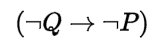 (¬Q → ¬P)